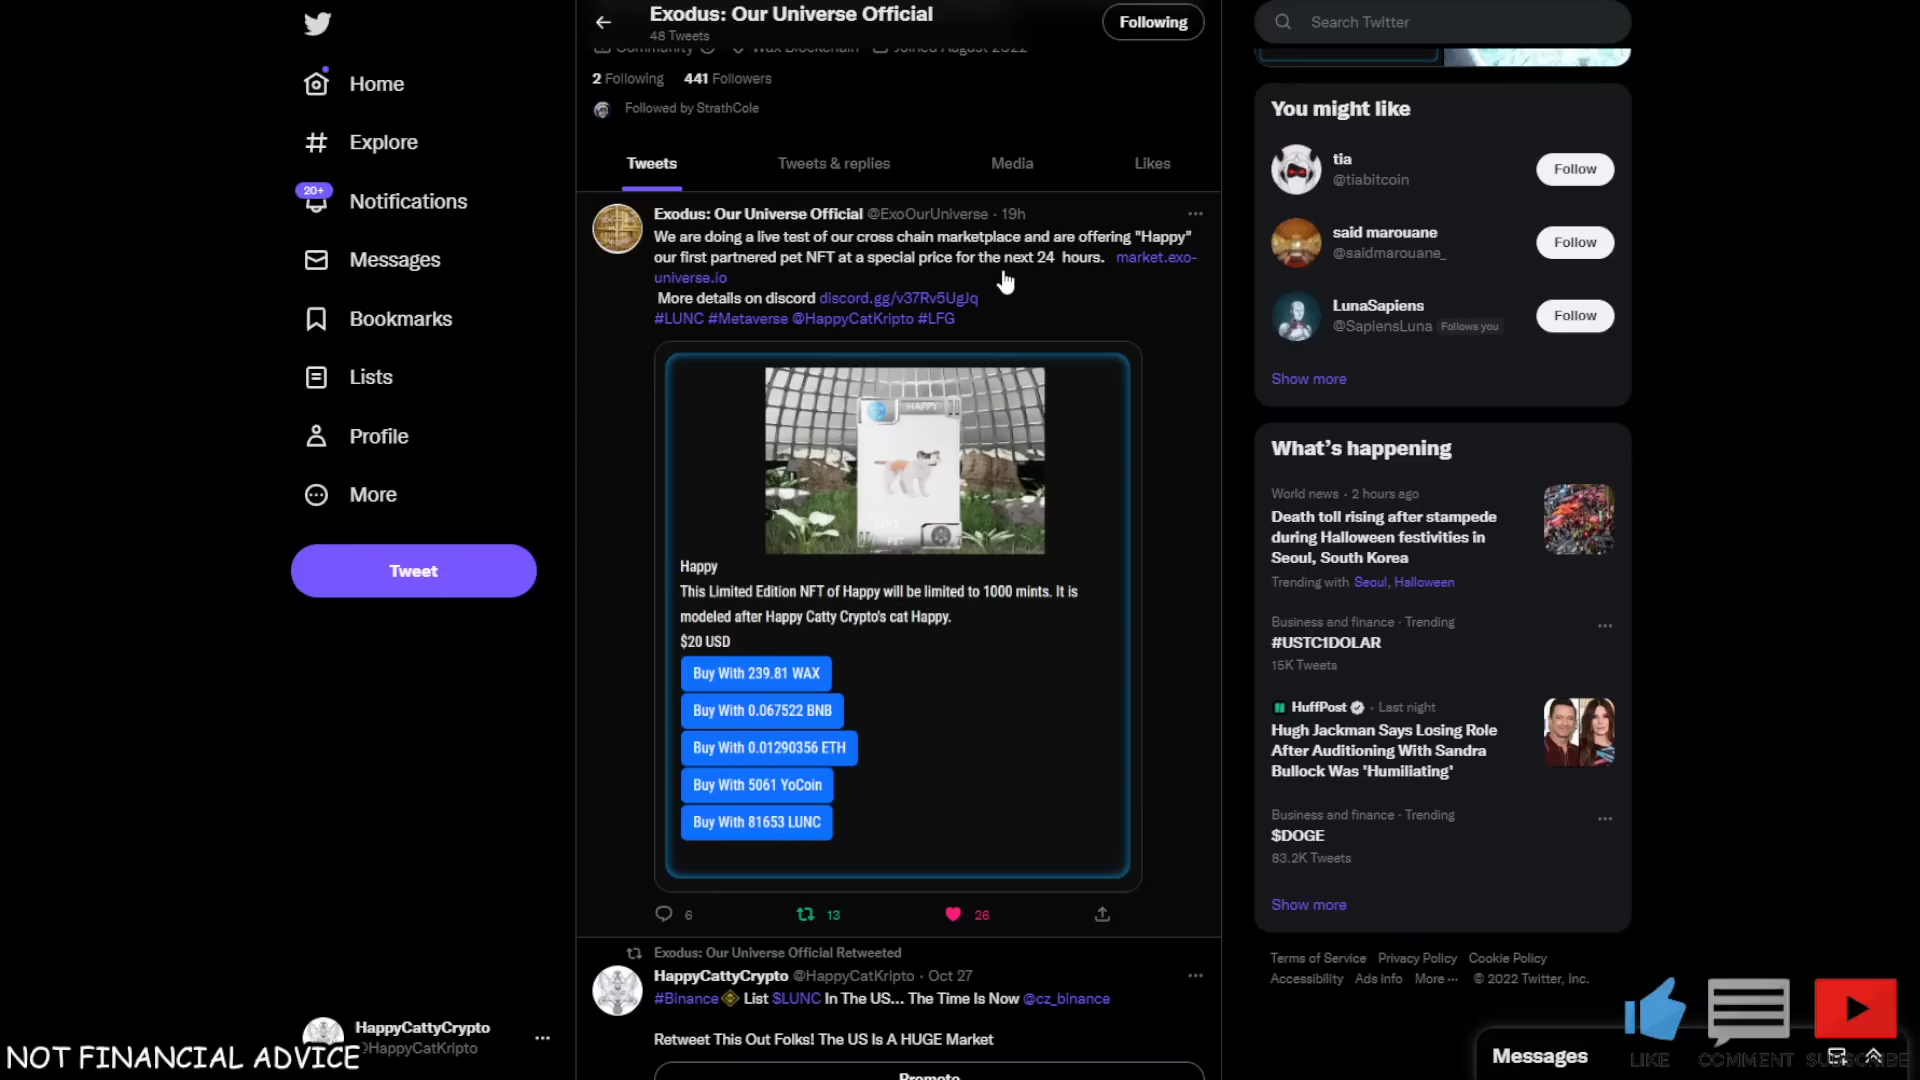 Home
Explore
20+
Notifications
Messages
Bookmarks
Lists
Profile
More
Tweet
HappyCattyCrypto
@HappyCatKripto
NOT FINANCIAL ADVICE
Exodus: Our Universe Official
48 Tweets
Following
Community Wax Blockchain Joined August 2022
2 Following 441 Followers
Followed by StrathCole
Tweets Tweets & replies Media Likes
Exodus: Our Universe Official @ExoOurUniverse · 19h
We are doing a live test of our cross chain marketplace and are offering "Happy"
our first partnered pet NFT at a special price for the next 24 hours. market.exo-
universe.io
More details on discord discord.gg/v37Rv5UgJq
#LUNC #Metaverse @HappyCatKripto #LFG
HAPPY
NFT
PET
Happy
This Limited Edition NFT of Happy will be limited to 1000 mints. It is
modeled after Happy Catty Crypto's cat Happy.
$20 USD
Buy With 239.81 WAX
Buy With 0.067522 BNB
Buy With 0.01290356 ETH
Buy With 5061 YoCoin
Buy With 81653 LUNC
6 13 26
Exodus: Our Universe Official Retweeted
HappyCattyCrypto @HappyCatKripto · Oct 27
#Binance List $LUNC In The US... The Time Is Now @cz_binance
Retweet This Out Folks! The US Is A HUGE Market
Promote
Search Twitter
You might like
tia
@tiabitcoin
Follow
said marouane
@saidmarouane_
Follow
LunaSapiens
@SapiensLuna Follows you
Follow
Show more
What's happening
World news · 2 hours ago
Death toll rising after stampede
during Halloween festivities in
Seoul, South Korea
Trending with Seoul, Halloween
Business and finance · Trending
#USTC1DOLAR
15K Tweets
HuffPost · Last night
Hugh Jackman Says Losing Role
After Auditioning With Sandra
Bullock Was 'Humiliating'
Business and finance · Trending
$DOGE
83.2K Tweets
Show more
Terms of Service Privacy Policy Cookie Policy
Accessibility Ads info More ··· © 2022 Twitter, Inc.
Messages
LIKE COMMENT SUBSCRIBE